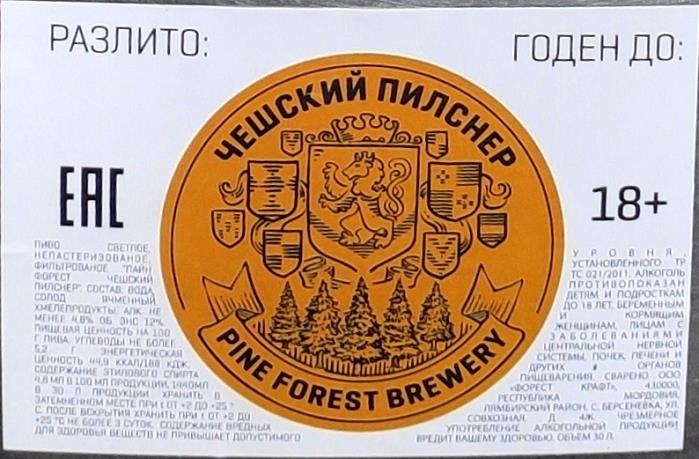 РАЗЛИТО:
ГОДЕН ДО:
ЧЕШСКИЙ ПИЛСНЕР
PINE FOREST BREWERY
EAC
18+
ПИВО СВЕТЛОЕ,
НЕПАСТЕРИЗОВАНОЕ,
ФИЛЬТРОВАНОЕ "ПАЙН
ФОРЕСТ ЧЕШСКИЙ
ПИЛСНЕР". СОСТАВ: ВОДА,
СОЛОД ЯЧМЕННЫЙ,
ХМЕЛЕПРОДУКТЫ. АЛК. НЕ
МЕНЕЕ 4,8% ОБ. ЭНС 12%.
ПИЩЕВАЯ ЦЕННОСТЬ НА 100
Г ПИВА: УГЛЕВОДЫ НЕ БОЛЕЕ
5,2 ЭНЕРГЕТИЧЕСКАЯ
ЦЕННОСТЬ 44,9 ККАЛ/188 КДЖ.
СОДЕРЖАНИЕ ЭТИЛОВОГО СПИРТА
4,8 МЛ В 100 МЛ ПРОДУКЦИИ, 1440МЛ
В 30 Л ПРОДУКЦИИ ХРАНИТЬ В
ЗАТЕМНЕННОМ МЕСТЕ ПРИ t ОТ +2 ДО +25 °
С. ПОСЛЕ ВСКРЫТИЯ ХРАНИТЬ ПРИ t ОТ +2 ДО
+25 °С НЕ БОЛЕЕ 3 СУТОК. СОДЕРЖАНИЕ ВРЕДНЫХ
ДЛЯ ЗДОРОВЬЯ ВЕЩЕСТВ НЕ ПРИВЫШАЕТ ДОПУСТИМОГО
УРОВНЯ,
УСТАНОВЛЕННОГО ТР
ТС 021/2011. АЛКОГОЛЬ
ПРОТИВОПОКАЗАН
ДЕТЯМ И ПОДРОСТКАМ
ДО 18 ЛЕТ, БЕРЕМЕННЫМ
И КОРМЯЩИМ
ЖЕНЩИНАМ, ЛИЦАМ С
ЗАБОЛЕВАНИЯМИ
ЦЕНТРАЛЬНОЙ НЕРВНОЙ
СИСТЕМЫ, ПОЧЕК, ПЕЧЕНИ И
ДРУГИХ ОРГАНОВ
ПИЩЕВАРЕНИЯ. СВАРЕНО ООО
«ФОРЕСТ КРАФТ», 430000,
РЕСПУБЛИКА МОРДОВИЯ,
ЛЯМБИРСКИЙ РАЙОН, С. БЕРСЕНЕВКА, УЛ.
СОВХОЗНАЯ, 4Ж. ЧРЕЗМЕРНОЕ
УПОТРЕБЛЕНИЕ АЛКОГОЛЬНОЙ ПРОДУКЦИИ
ВРЕДИТ ВАШЕМУ ЗДОРОВЬЮ. ОБЪЕМ 30 Л.